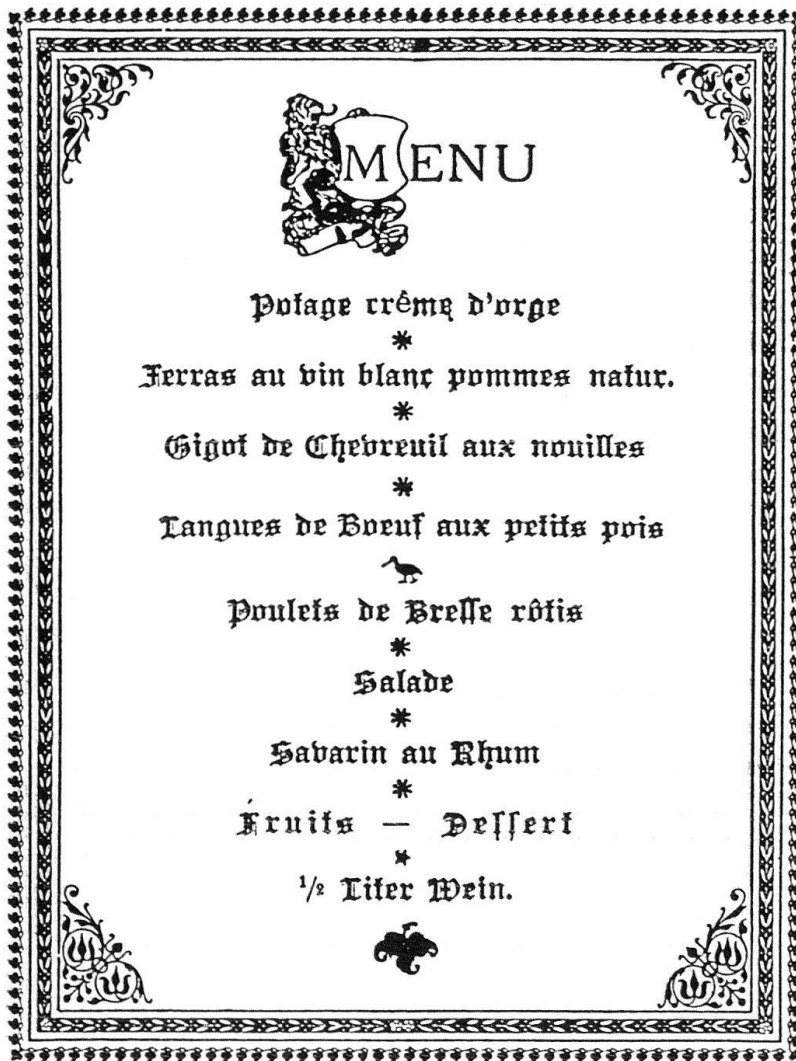 MENU
Potage crême d'orge
Ferras au vin blanc pommes natur.
Gigot de Chevreuil aux nouilles
Langues de Boeuf aux petits pois
Poulets de Bresse rôtis
Salade
Savarin au Rhum
Fruits — Dessert
1/2 Liter Wein.